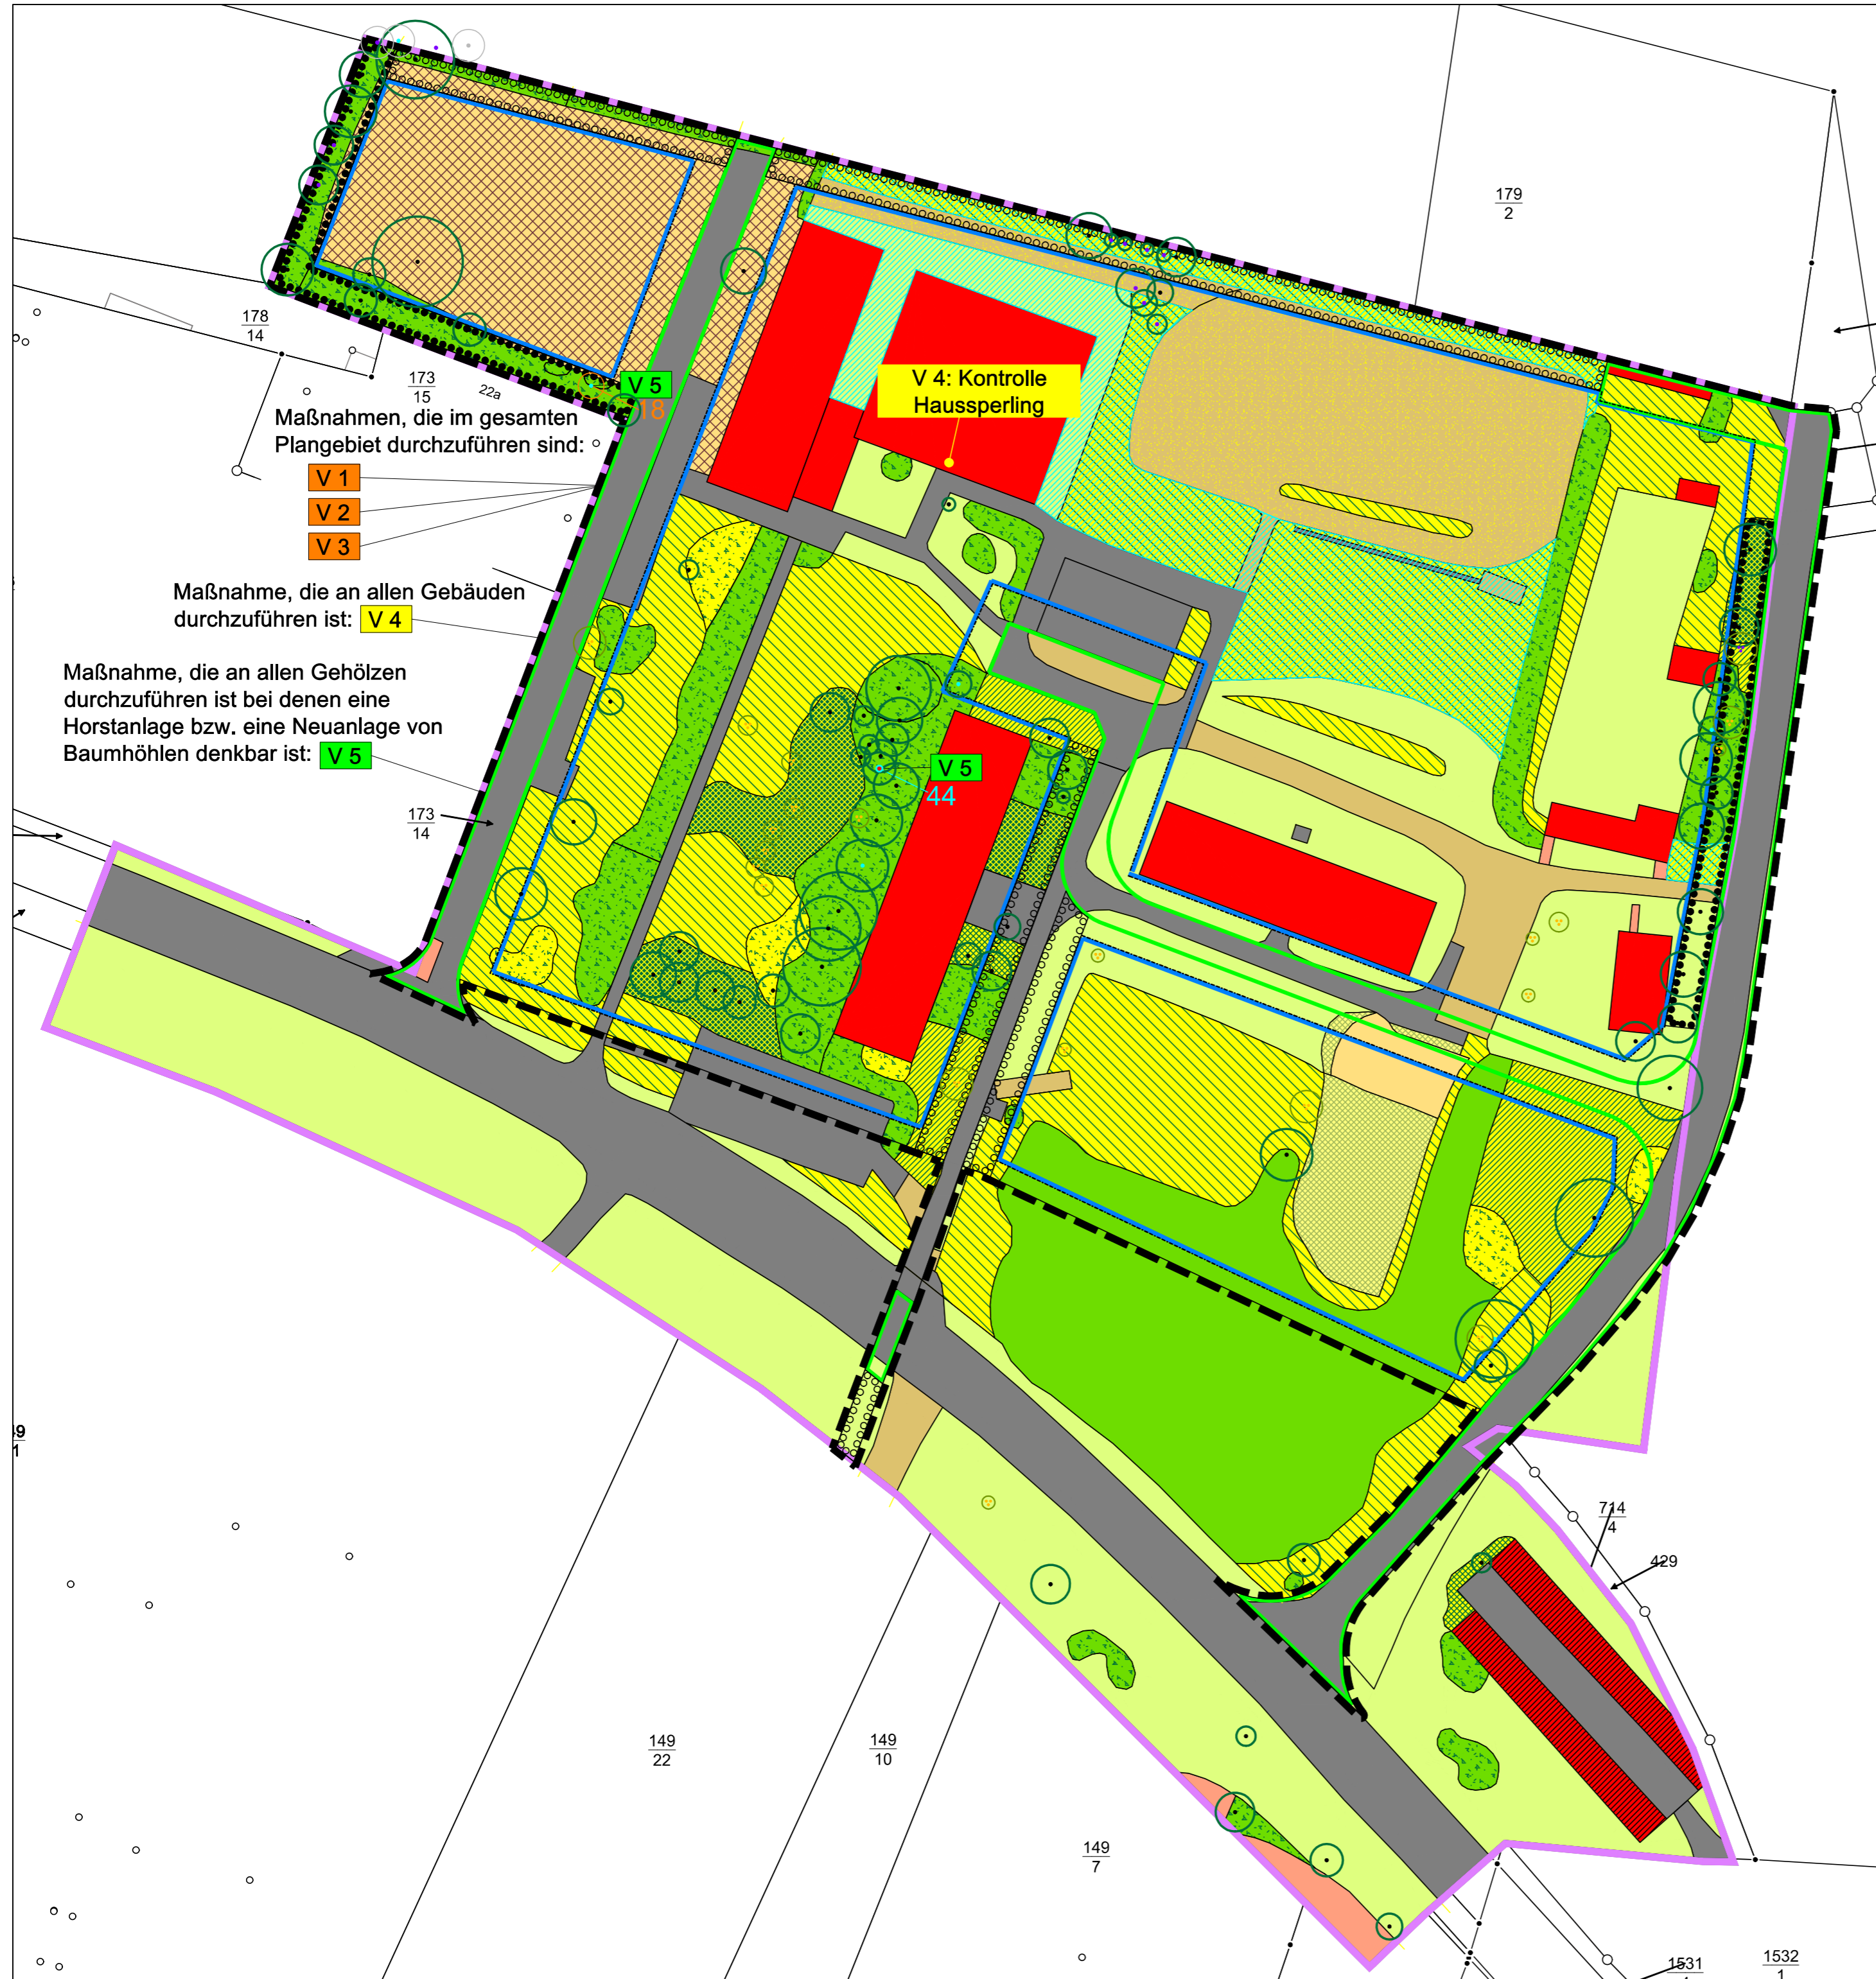 179
2
178
14
173
15
22a
V 5
18
V 4: Kontrolle
Haussperling
Maßnahmen, die im gesamten
Plangebiet durchzuführen sind:
V 1
V 2
V 3
Maßnahme, die an allen Gebäuden
durchzuführen ist: V 4
Maßnahme, die an allen Gehölzen
durchzuführen ist bei denen eine
Horstanlage bzw. eine Neuanlage von
Baumhöhlen denkbar ist: V 5
V 5
44
173
14
19
1
714
4
429
149
22
149
10
149
7
1531
1532
1